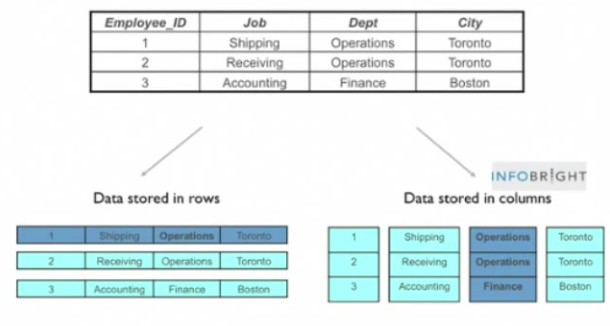 Employee_ID Job Dept City
1 Shipping Operations Toronto
2 Receiving Operations Toronto
3 Accounting Finance Boston
INFOBR!GHT
Data stored in rows
Data stored in columns
1 Shipping Operations Toronto
2 Receiving Operations Toronto
3 Accounting Finance Boston
1 Shipping Operations Toronto
2 Receiving Operations Toronto
3 Accounting Finance Boston